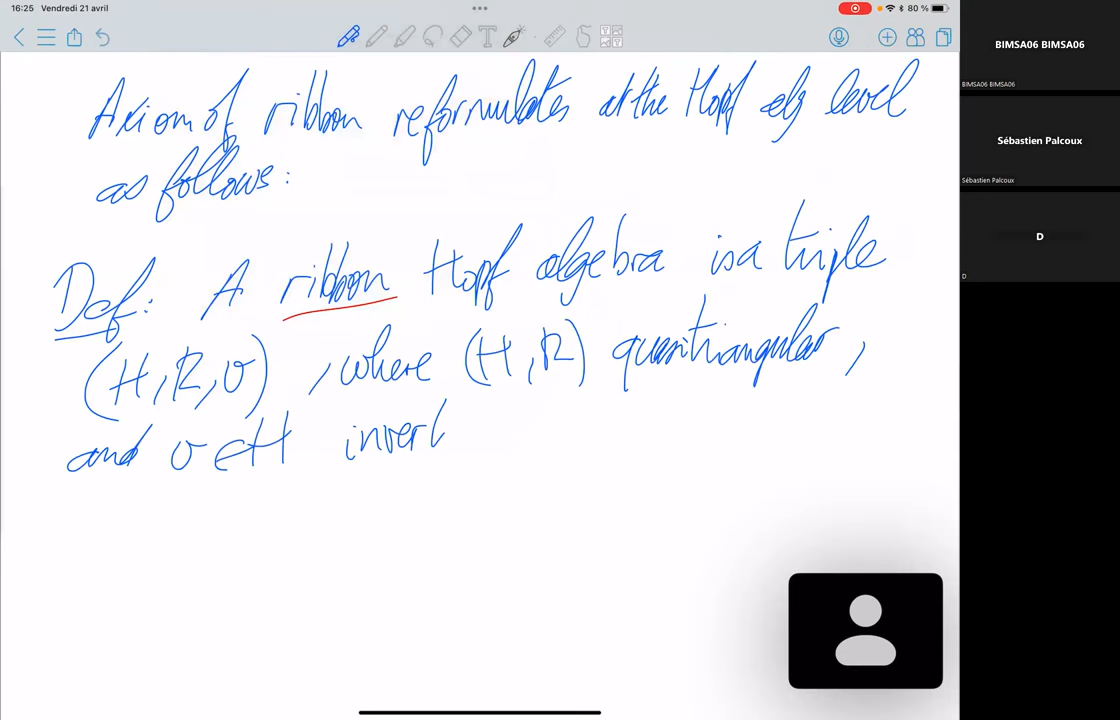 16:25 Vendredi 21 avril
80 %
Axiom of ribbon reformulates at the Hopf alg level
as follows:
Def: A ribbon Hopf algebra is a triple
(H, R, v), where (H, R) quasitriangular,
and v ∈ H invert
BIMSA06 BIMSA06
BIMSA06 BIMSA06
Sébastien Palcoux
Sébastien Palcoux
D
D